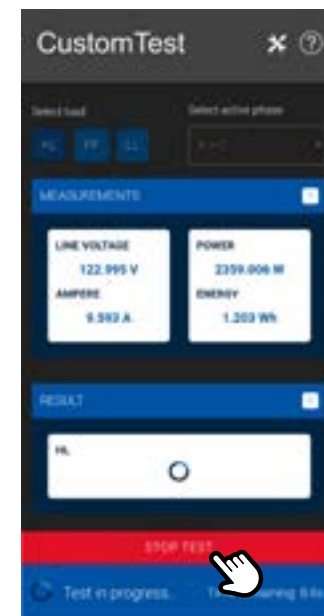 CustomTest
Select load
Select active phase
HL FP LL
MEASUREMENTS
LINE VOLTAGE
122.995 V
AMPERE
9.593 A
POWER
2359.006 W
ENERGY
1.203 Wh
RESULT
HL
STOP TEST
Test in progress..